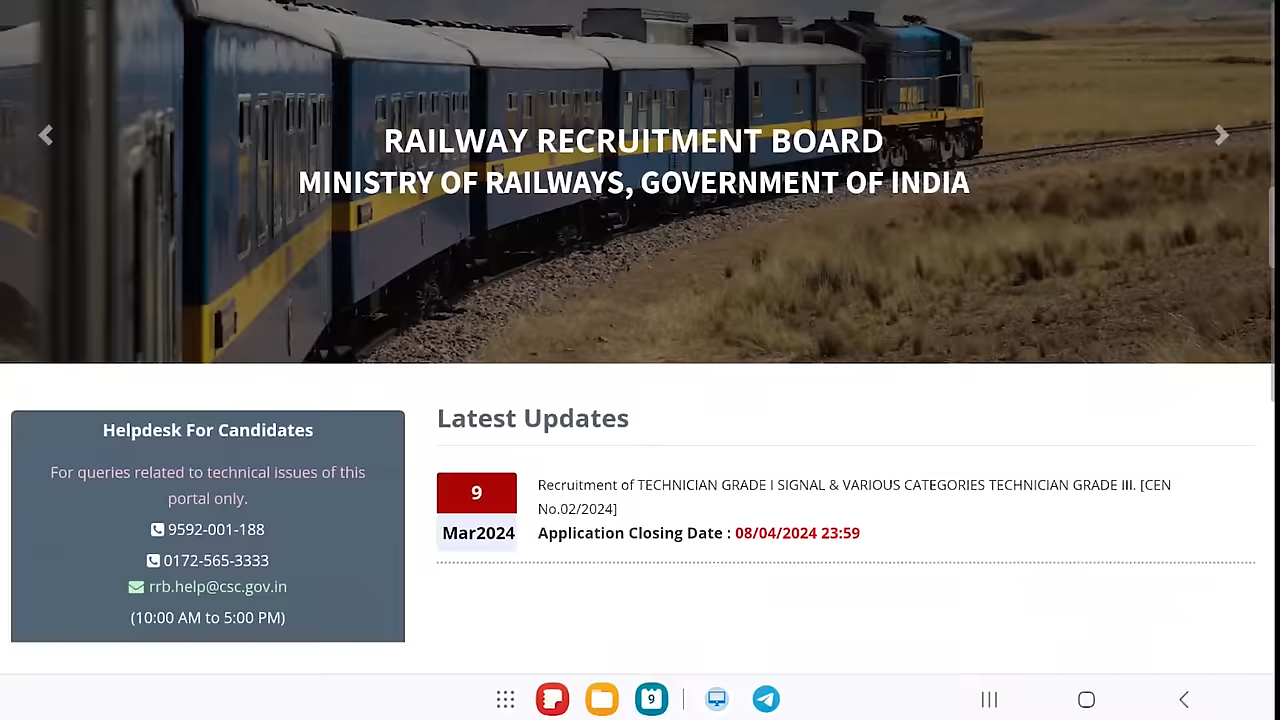 RAILWAY RECRUITMENT BOARD
MINISTRY OF RAILWAYS, GOVERNMENT OF INDIA
Helpdesk For Candidates
For queries related to technical issues of this
portal only.
9592-001-188
0172-565-3333
rrb.help@csc.gov.in
(10:00 AM to 5:00 PM)
Latest Updates
9
Mar2024
Recruitment of TECHNICIAN GRADE I SIGNAL & VARIOUS CATEGORIES TECHNICIAN GRADE III. [CEN
No.02/2024]
Application Closing Date : 08/04/2024 23:59
9